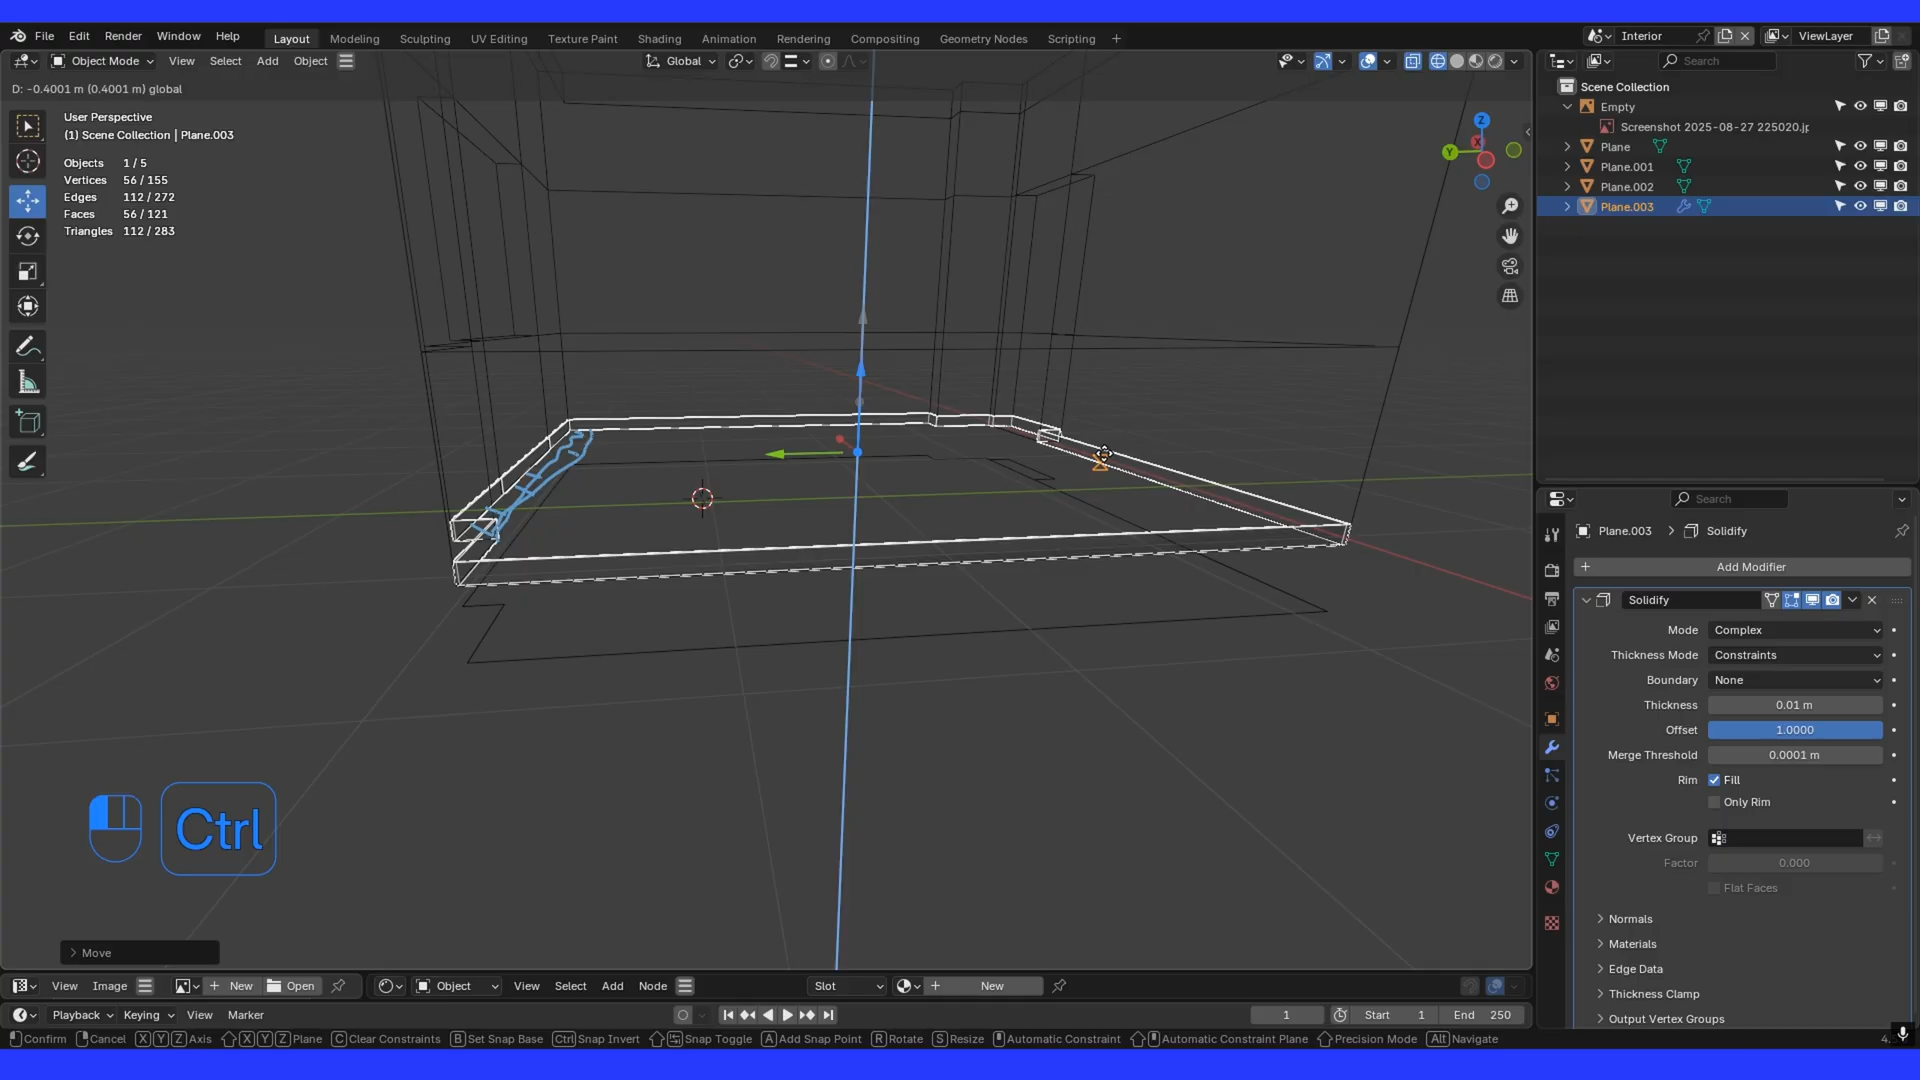 File Edit Render Window Help Layout Modeling Sculpting UV Editing Texture Paint Shading Animation Rendering Compositing Geometry Nodes Scripting + Interior ViewLayer
Object Mode View Select Add Object Global Search
D: -0.4001 m (0.4001 m) global
User Perspective
(1) Scene Collection | Plane.003
Objects 1 / 5
Vertices 56 / 155
Edges 112 / 272
Faces 56 / 121
Triangles 112 / 283
Z
X
Y
Scene Collection
Empty
Screenshot 2025-08-27 225020.jp
Plane
Plane.001
Plane.002
Plane.003
Search
Plane.003 > Solidify
+ Add Modifier
Solidify
Mode Complex
Thickness Mode Constraints
Boundary None
Thickness 0.01 m
Offset 1.0000
Merge Threshold 0.0001 m
Rim Fill
Only Rim
Vertex Group
Factor 0.000
Flat Faces
Normals
Materials
Edge Data
Thickness Clamp
Output Vertex Groups
Ctrl
Move
View Image + New Open Object View Select Add Node Slot + New
Playback Keying View Marker 1 Start 1 End 250
Confirm Cancel X Y Z Axis X Y Z Plane C Clear Constraints B Set Snap Base Ctrl Snap Invert Snap Toggle A Add Snap Point R Rotate S Resize Automatic Constraint Automatic Constraint Plane Precision Mode Alt Navigate 4.